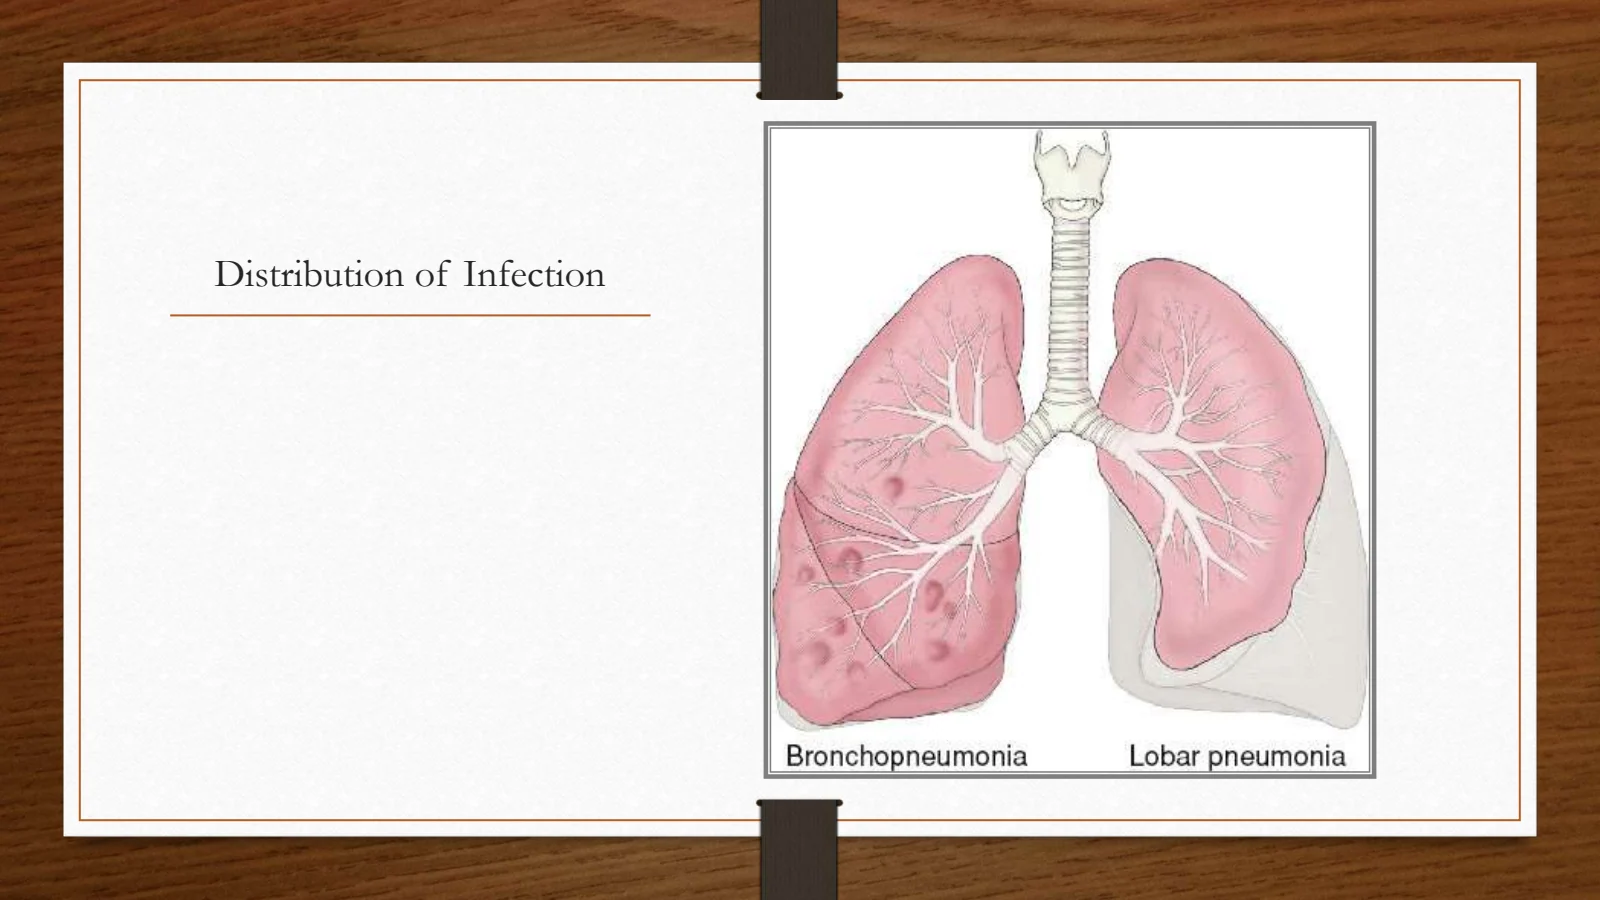 Distribution of Infection
Bronchopneumonia
Lobar pneumonia